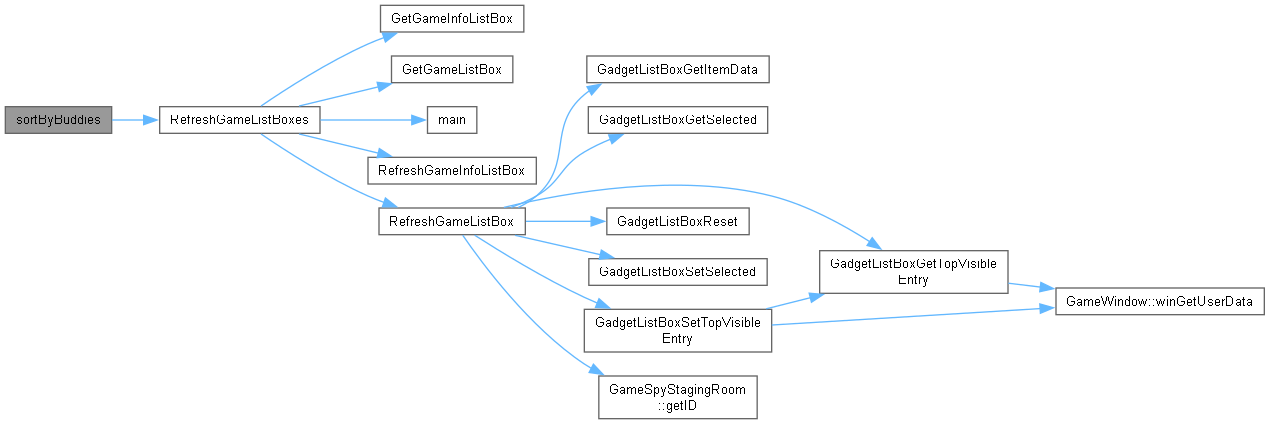 sortByBuddies
RefreshGameListBoxes
GetGameInfoListBox
GetGameListBox
main
RefreshGameInfoListBox
RefreshGameListBox
GadgetListBoxGetItemData
GadgetListBoxGetSelected
GadgetListBoxReset
GadgetListBoxSetSelected
GadgetListBoxSetTopVisible
Entry
GameSpyStagingRoom
::getID
GadgetListBoxGetTopVisible
Entry
GameWindow::winGetUserData